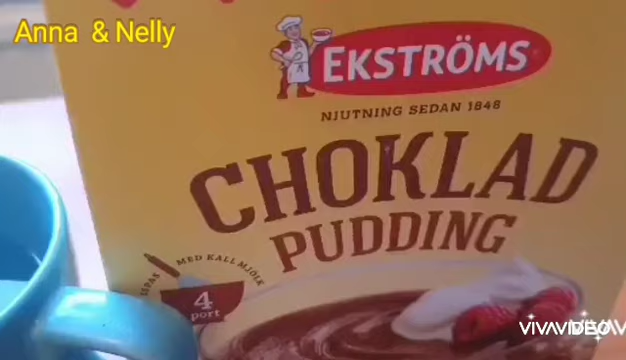 Anna & Nelly
EKSTRÖMS
NJUTNING SEDAN 1848
CHOKLAD
PUDDING
MED KALL MJÖLK
4
port
VIVAVIDEO